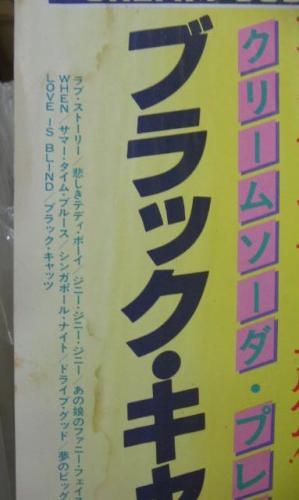 クリームソーダ・プレ
ブラック・キャ
ラブ・ストーリー/悲しきテディ・ボーイ/ジニー・ジニー・ジニー/あの娘のファニー・フェイス
WHEN/サマー・タイム・ブルース/シンガポール・ナイト/ドライブ・グッド/夢のビッグ
LOVE IS BLIND/ブラック・キャッツ